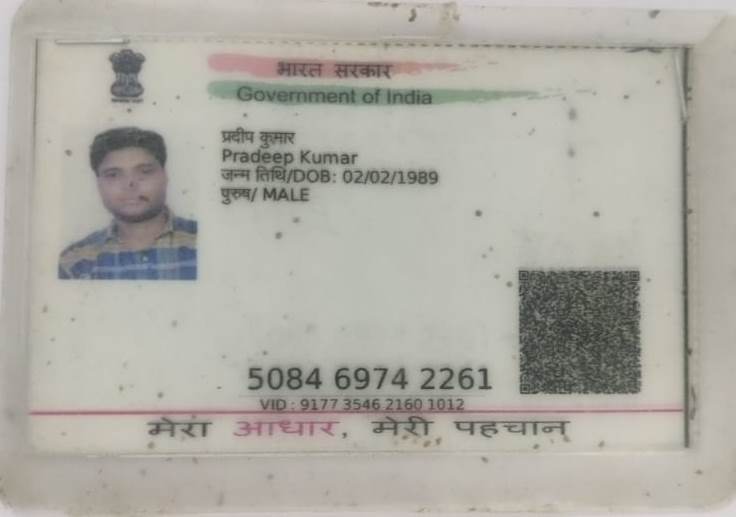 भारत सरकार
Government of India
प्रदीप कुमार
Pradeep Kumar
जन्म तिथि/DOB: 02/02/1989
पुरुष/ MALE
5084 6974 2261
VID : 9177 3546 2160 1012
मेरा आधार, मेरी पहचान